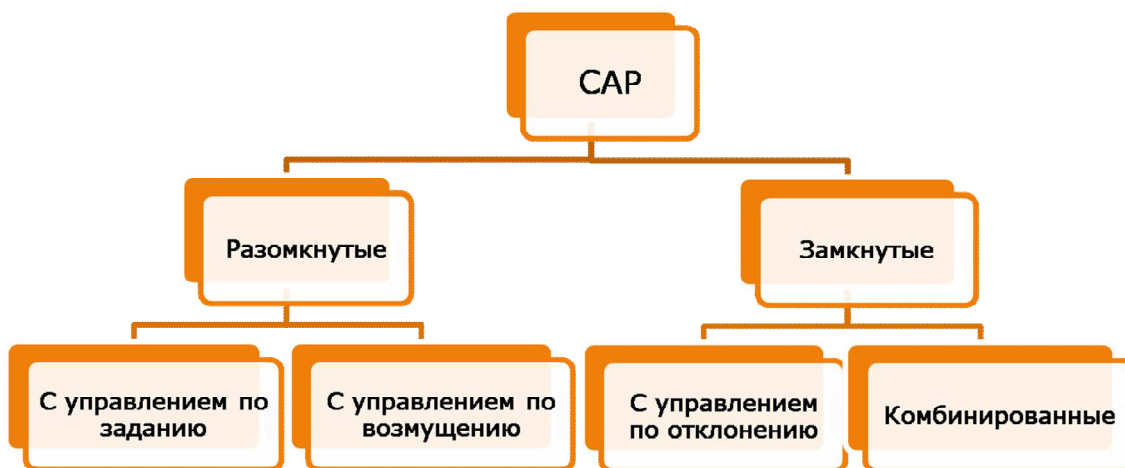 САР
Разомкнутые
Замкнутые
С управлением по
заданию
С управлением по
возмущению
С управлением
по отклонению
Комбинированные